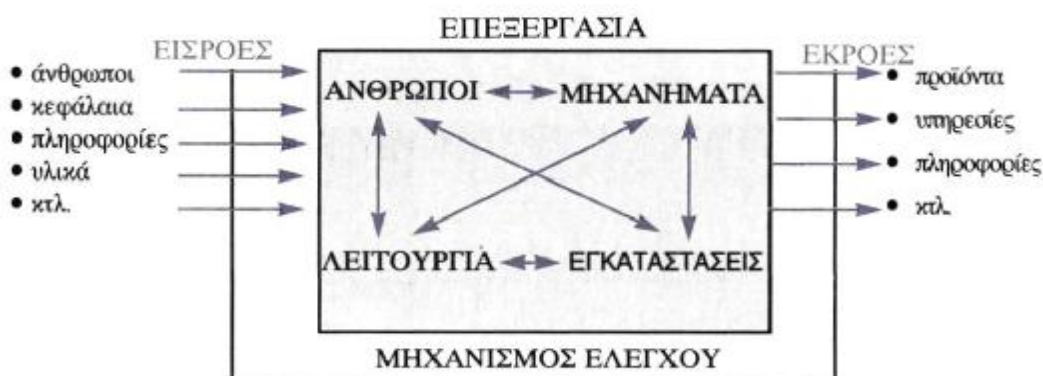 ΕΠΕΞΕΡΓΑΣΙΑ
ΕΙΣΡΟΕΣ
• άνθρωποι
• κεφάλαια
• πληροφορίες
• υλικά
• κτλ.
ΑΝΘΡΩΠΟΙ
ΜΗΧΑΝΗΜΑΤΑ
ΛΕΙΤΟΥΡΓΙΑ
ΕΓΚΑΤΑΣΤΑΣΕΙΣ
ΕΚΡΟΕΣ
• προϊόντα
• υπηρεσίες
• πληροφορίες
• κτλ.
ΜΗΧΑΝΙΣΜΟΣ ΕΛΕΓΧΟΥ